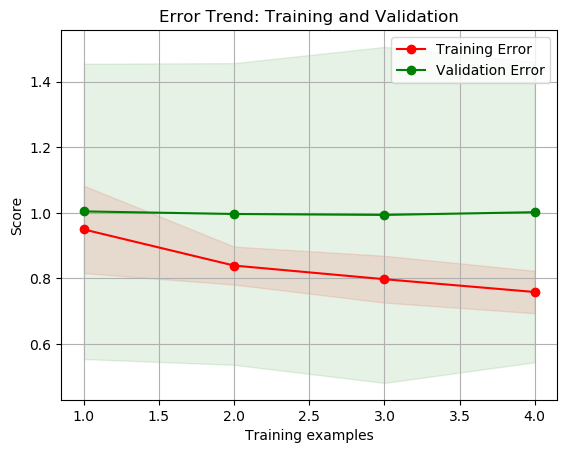 Error Trend: Training and Validation
Training Error
Validation Error
1.4
1.2
1.0
0.8
0.6
Score
1.0
1.5
2.0
2.5
3.0
3.5
4.0
Training examples